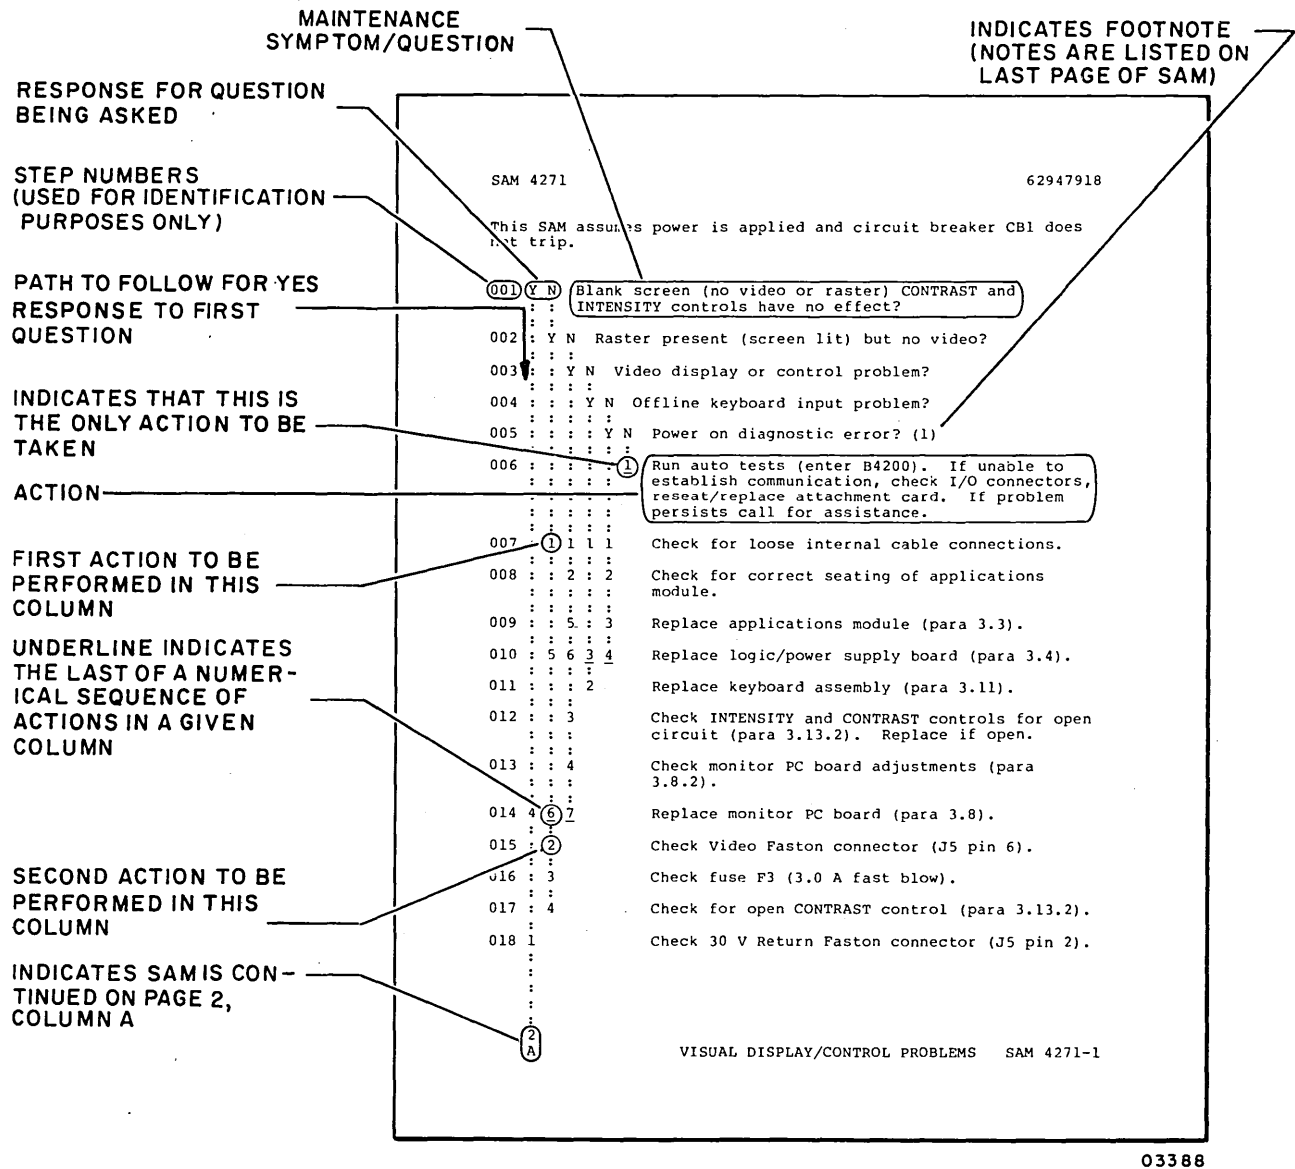 MAINTENANCE
SYMPTOM/QUESTION
INDICATES FOOTNOTE
(NOTES ARE LISTED ON
LAST PAGE OF SAM)
RESPONSE FOR QUESTION
BEING ASKED
STEP NUMBERS
(USED FOR IDENTIFICATION
PURPOSES ONLY)
PATH TO FOLLOW FOR YES
RESPONSE TO FIRST
QUESTION
INDICATES THAT THIS IS
THE ONLY ACTION TO BE
TAKEN
ACTION
FIRST ACTION TO BE
PERFORMED IN THIS
COLUMN
UNDERLINE INDICATES
THE LAST OF A NUMER-
ICAL SEQUENCE OF
ACTIONS IN A GIVEN
COLUMN
SECOND ACTION TO BE
PERFORMED IN THIS
COLUMN
INDICATES SAM IS CON-
TINUED ON PAGE 2,
COLUMN A
SAM 4271 62947918
This SAM assumes power is applied and circuit breaker CB1 does
not trip.
001 Y N Blank screen (no video or raster) CONTRAST and
INTENSITY controls have no effect?
002 : Y N Raster present (screen lit) but no video?
003 : : Y N Video display or control problem?
004 : : : Y N Offline keyboard input problem?
005 : : : : Y N Power on diagnostic error? (1)
006 : : : : : 1 Run auto tests (enter B4200). If unable to
establish communication, check I/O connectors,
reseat/replace attachment card. If problem
persists call for assistance.
007 : 1 1 1 1 Check for loose internal cable connections.
008 : : 2 : 2 Check for correct seating of applications
module.
009 : : 5 : 3 Replace applications module (para 3.3).
010 : 5 6 3 4 Replace logic/power supply board (para 3.4).
011 : : : 2 Replace keyboard assembly (para 3.11).
012 : : 3 Check INTENSITY and CONTRAST controls for open
circuit (para 3.13.2). Replace if open.
013 : : 4 Check monitor PC board adjustments (para
3.8.2).
014 4 6 7 Replace monitor PC board (para 3.8).
015 : 2 Check Video Faston connector (J5 pin 6).
016 : 3 Check fuse F3 (3.0 A fast blow).
017 : 4 Check for open CONTRAST control (para 3.13.2).
018 1 Check 30 V Return Faston connector (J5 pin 2).
2
A
VISUAL DISPLAY/CONTROL PROBLEMS SAM 4271-1
03388